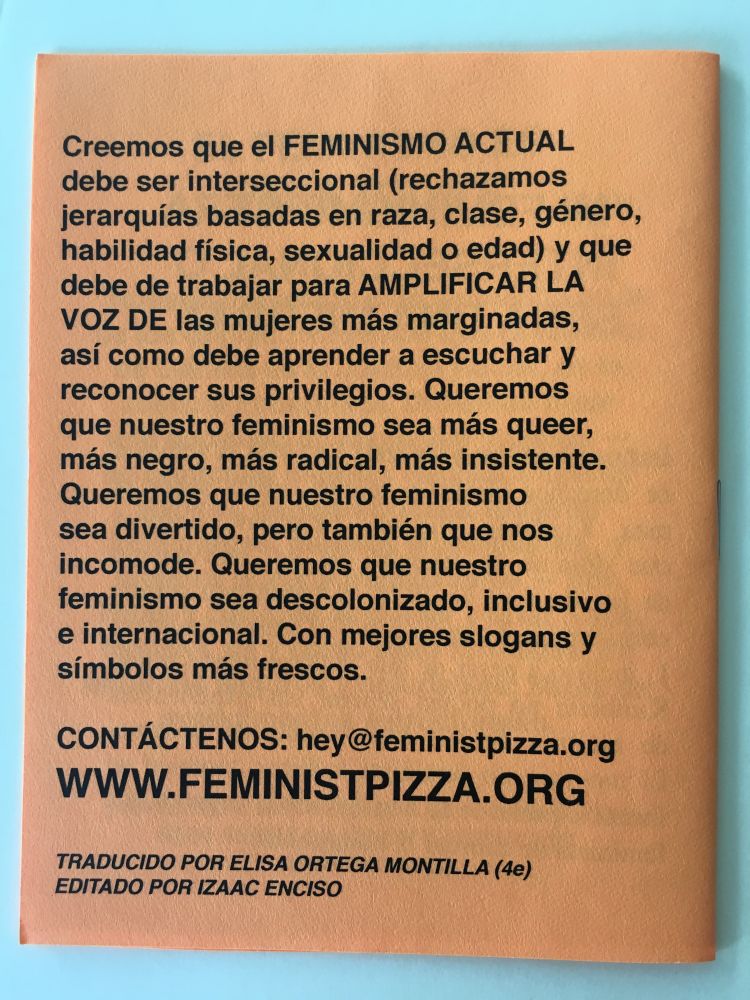 Creemos que el FEMINISMO ACTUAL
debe ser interseccional (rechazamos
jerarquías basadas en raza, clase, género,
habilidad física, sexualidad o edad) y que
debe de trabajar para AMPLIFICAR LA
VOZ DE las mujeres más marginadas,
así como debe aprender a escuchar y
reconocer sus privilegios. Queremos
que nuestro feminismo sea más queer,
más negro, más radical, más insistente.
Queremos que nuestro feminismo
sea divertido, pero también que nos
incomode. Queremos que nuestro
feminismo sea descolonizado, inclusivo
e internacional. Con mejores slogans y
símbolos más frescos.
CONTÁCTENOS: hey@feministpizza.org
WWW.FEMINISTPIZZA.ORG
TRADUCIDO POR ELISA ORTEGA MONTILLA (4e)
EDITADO POR IZAAC ENCISO